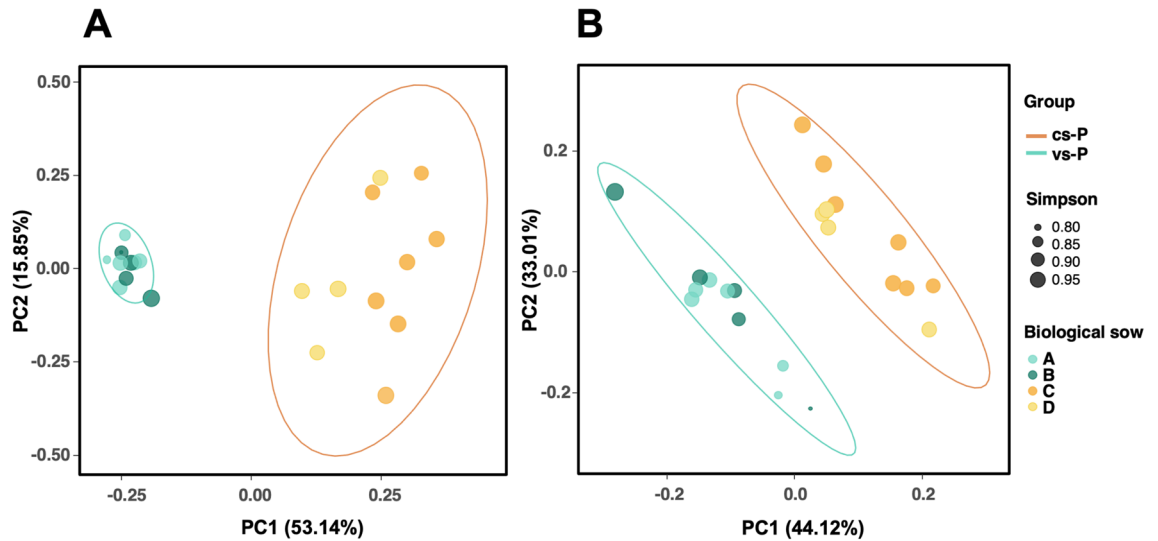 A
B
0.50
0.25
0.00
-0.25
-0.50
PC2 (15.85%)
-0.25
0.00
0.25
PC1 (53.14%)
0.2
0.0
-0.2
PC2 (33.01%)
-0.2
0.0
0.2
PC1 (44.12%)
Group
cs-P
vs-P
Simpson
0.80
0.85
0.90
0.95
Biological sow
A
B
C
D